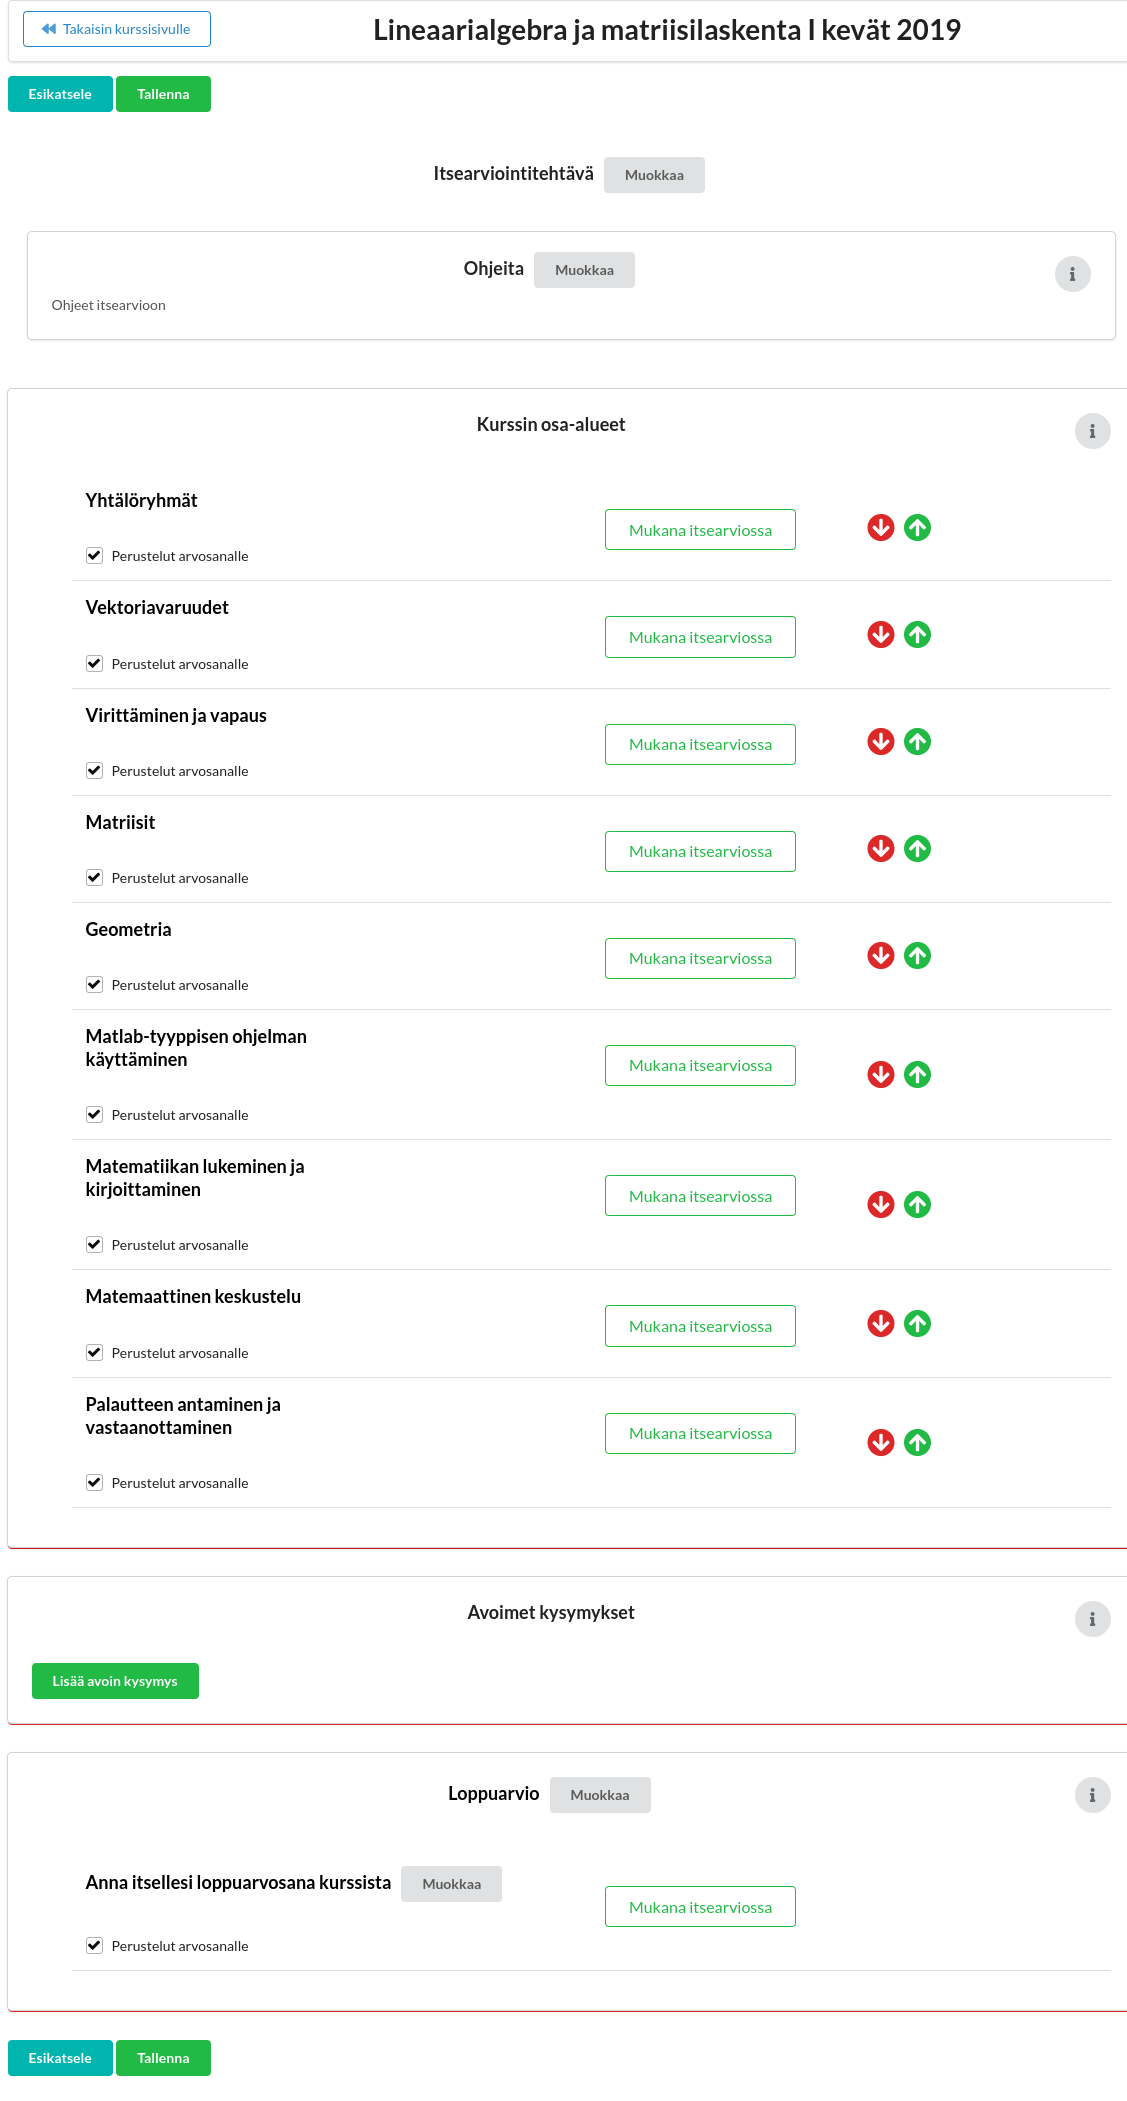 Takaisin kurssisivulle
Lineaarialgebra ja matriisilaskenta I kevät 2019
Esikatsele
Tallenna
Itsearviointitehtävä
Muokkaa
Ohjeita
Muokkaa
Ohjeet itsearvioon
Kurssin osa-alueet
Yhtälöryhmät
Mukana itsearviossa
Perustelut arvosanalle
Vektoriavaruudet
Mukana itsearviossa
Perustelut arvosanalle
Virittäminen ja vapaus
Mukana itsearviossa
Perustelut arvosanalle
Matriisit
Mukana itsearviossa
Perustelut arvosanalle
Geometria
Mukana itsearviossa
Perustelut arvosanalle
Matlab-tyyppisen ohjelman
käyttäminen
Mukana itsearviossa
Perustelut arvosanalle
Matematiikan lukeminen ja
kirjoittaminen
Mukana itsearviossa
Perustelut arvosanalle
Matemaattinen keskustelu
Mukana itsearviossa
Perustelut arvosanalle
Palautteen antaminen ja
vastaanottaminen
Mukana itsearviossa
Perustelut arvosanalle
Avoimet kysymykset
Lisää avoin kysymys
Loppuarvio
Muokkaa
Anna itsellesi loppuarvosana kurssista
Muokkaa
Mukana itsearviossa
Perustelut arvosanalle
Esikatsele
Tallenna